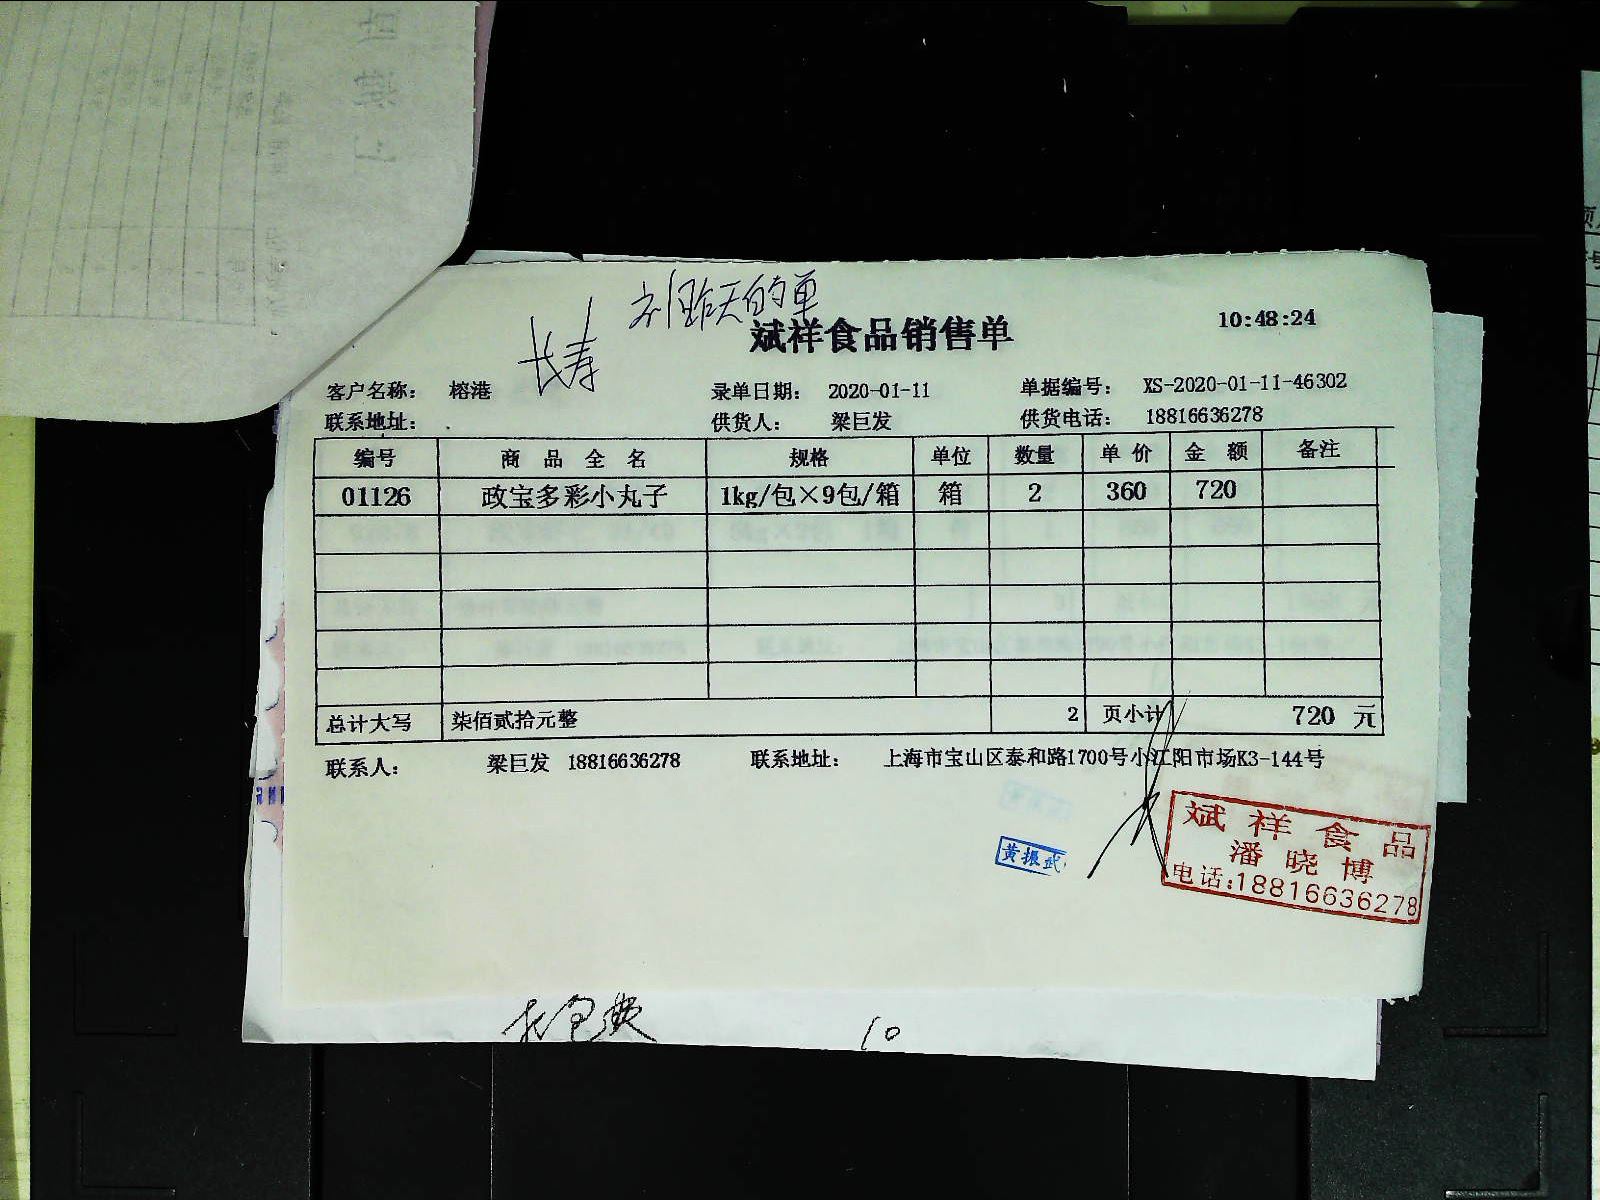 补昨天的单
长寿
斌祥食品销售单
10:48:24
客户名称： 榕港 录单日期： 2020-01-11 单据编号： XS-2020-01-11-46302
联系地址： 供货人： 梁巨发 供货电话： 18816636278
编号 商品全名 规格 单位 数量 单价 金额 备注
01126 政宝多彩小丸子 1kg/包×9包/箱 箱 2 360 720
总计大写 柒佰贰拾元整 2 页小计 720 元
联系人： 梁巨发 18816636278 联系地址： 上海市宝山区泰和路1700号小江阳市场K3-144号
黄振武
斌祥食品
潘晓博
电话:18816636278
打包费 10